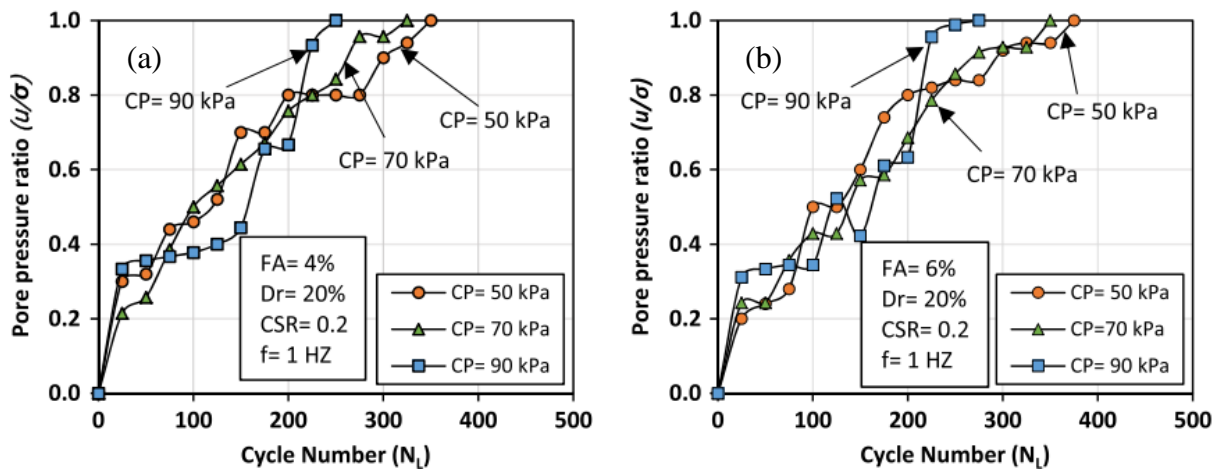 (a)
Pore pressure ratio (u/σ)
1.0
0.8
0.6
0.4
0.2
0.0
CP= 90 kPa
CP= 50 kPa
CP= 70 kPa
FA= 4%
Dr= 20%
CSR= 0.2
f= 1 HZ
CP= 50 kPa
CP= 70 kPa
CP= 90 kPa
0 100 200 300 400 500
Cycle Number (NL)
(b)
Pore pressure ratio (u/σ)
1.0
0.8
0.6
0.4
0.2
0.0
CP= 90 kPa
CP= 50 kPa
CP= 70 kPa
FA= 6%
Dr= 20%
CSR= 0.2
f= 1 HZ
CP= 50 kPa
CP=70 kPa
CP= 90 kPa
0 100 200 300 400 500
Cycle Number (NL)